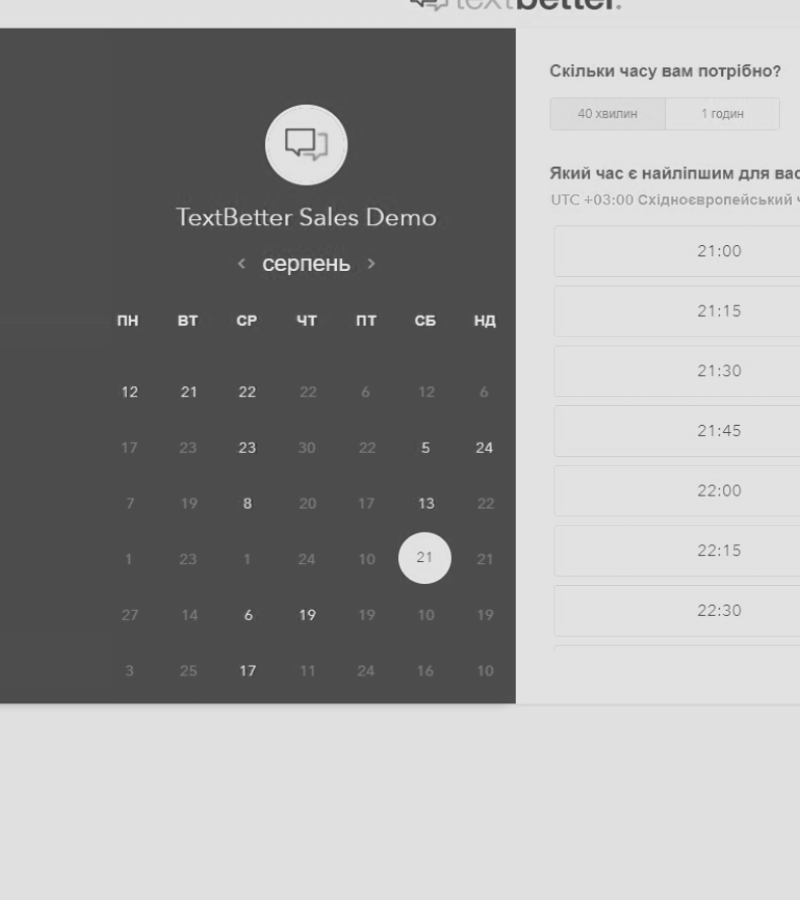 textbetter.
TextBetter Sales Demo
< серпень >
ПН ВТ СР ЧТ ПТ СБ НД
12 21 22 22 6 12 6
17 23 23 30 22 5 24
7 19 8 20 17 13 22
1 23 1 24 10 21 21
27 14 6 19 19 10 19
3 25 17 11 24 16 10
Скільки часу вам потрібно?
40 хвилин 1 годин
Який час є найліпшим для вас
UTC +03:00 Східноєвропейський
21:00
21:15
21:30
21:45
22:00
22:15
22:30